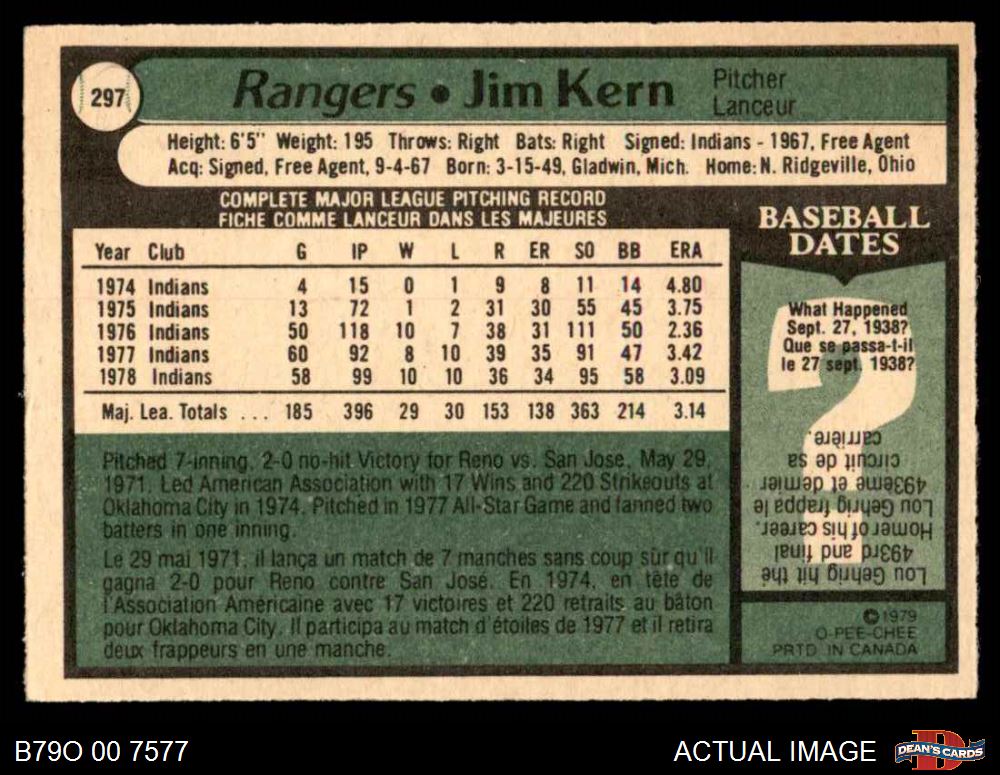 297
Rangers • Jim Kern
Pitcher
Lanceur
Height: 6'5" Weight: 195 Throws: Right Bats: Right Signed: Indians - 1967, Free Agent
Acq: Signed, Free Agent, 9-4-67 Born: 3-15-49, Gladwin, Mich. Home: N. Ridgeville, Ohio
COMPLETE MAJOR LEAGUE PITCHING RECORD
FICHE COMME LANCEUR DANS LES MAJEURES
Year Club G IP W L R ER SO BB ERA
1974 Indians 4 15 0 1 9 8 11 14 4.80
1975 Indians 13 72 1 2 31 30 55 45 3.75
1976 Indians 50 118 10 7 38 31 111 50 2.36
1977 Indians 60 92 8 10 39 35 91 47 3.42
1978 Indians 58 99 10 10 36 34 95 58 3.09
Maj. Lea. Totals ... 185 396 29 30 153 138 363 214 3.14
Pitched 7-inning, 2-0 no-hit Victory for Reno vs. San Jose, May 29,
1971. Led American Association with 17 Wins and 220 Strikeouts at
Oklahoma City in 1974. Pitched in 1977 All-Star Game and fanned two
batters in one inning.
Le 29 mai 1971, il lança un match de 7 manches sans coup sûr qu'il
gagna 2-0 pour Reno contre San José. En 1974, en tête de
l'Association Américaine avec 17 victoires et 220 retraits au bâton
pour Oklahoma City. Il participa au match d'étoiles de 1977 et il retira
deux frappeurs en une manche.
BASEBALL
DATES
What Happened
Sept. 27, 1938?
Que se passa-t-il
le 27 sept. 1938?
Lou Gehrig hit the
493rd and final
Homer of his career.
Lou Gehrig frappe le
493ème et dernier
circuit de sa
carrière.
©1979
O-PEE-CHEE
PRTD. IN CANADA
B79O 00 7577
ACTUAL IMAGE
DEAN'S CARDS